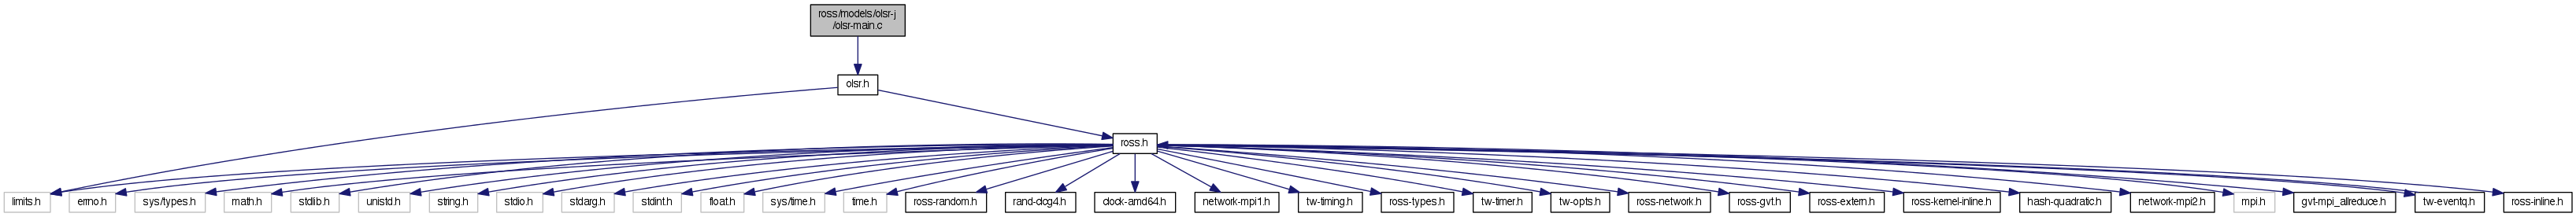 ross/models/olsr-j
/olsr-main.c
olsr.h
ross.h
limits.h
errno.h
sys/types.h
math.h
stdlib.h
unistd.h
string.h
stdio.h
stdarg.h
stdint.h
float.h
sys/time.h
time.h
ross-random.h
rand-clcg4.h
clock-amd64.h
network-mpi1.h
tw-timing.h
ross-types.h
tw-timer.h
tw-opts.h
ross-network.h
ross-gvt.h
ross-extern.h
ross-kernel-inline.h
hash-quadratic.h
network-mpi2.h
mpi.h
gvt-mpi_allreduce.h
tw-eventq.h
ross-inline.h